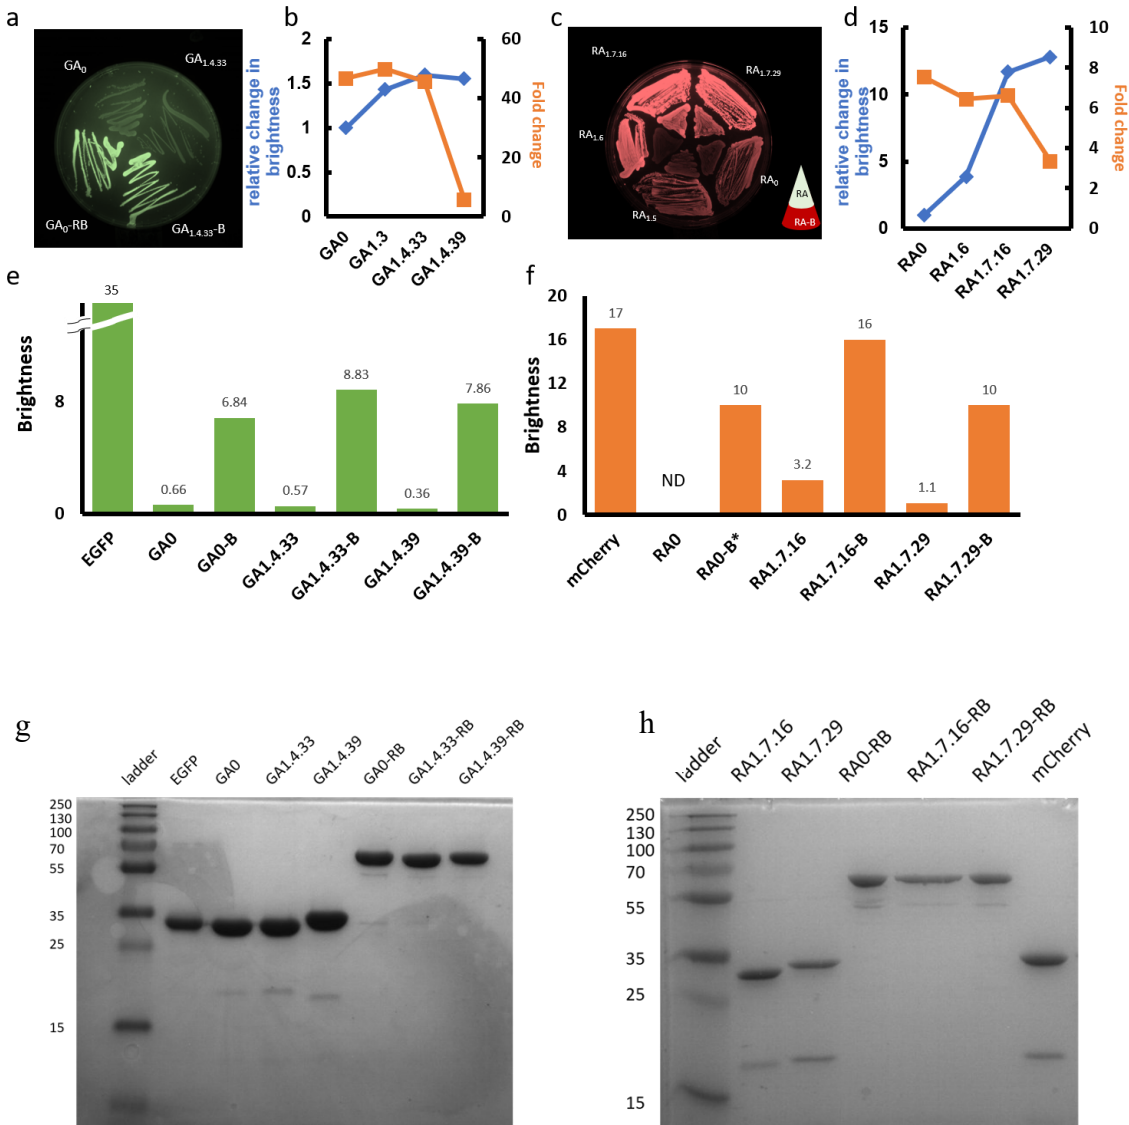 a
GA0
GA1.4.33
GA0-RB
GA1.4.33-B
b
relative change in
brightness
2
1.5
1
0.5
0
60
40
20
0
Fold change
GA0
GA1.3
GA1.4.33
GA1.4.39
c
RA1.7.16
RA1.7.29
RA1.6
RA0
RA1.5
RA
RA-B
d
relative change in
brightness
15
10
5
0
10
8
6
4
2
0
Fold change
RA0
RA1.6
RA1.7.16
RA1.7.29
e
Brightness
8
0
35
0.66
6.84
0.57
8.83
0.36
7.86
EGFP
GA0
GA0-B
GA1.4.33
GA1.4.33-B
GA1.4.39
GA1.4.39-B
f
Brightness
20
16
12
8
4
0
17
ND
10
3.2
16
1.1
10
mCherry
RA0
RA0-B*
RA1.7.16
RA1.7.16-B
RA1.7.29
RA1.7.29-B
g
ladder
EGFP
GA0
GA1.4.33
GA1.4.39
GA0-RB
GA1.4.33-RB
GA1.4.39-RB
250
130
100
70
55
35
25
15
h
ladder
RA1.7.16
RA1.7.29
RA0-RB
RA1.7.16-RB
RA1.7.29-RB
mCherry
250
130
100
70
55
35
25
15